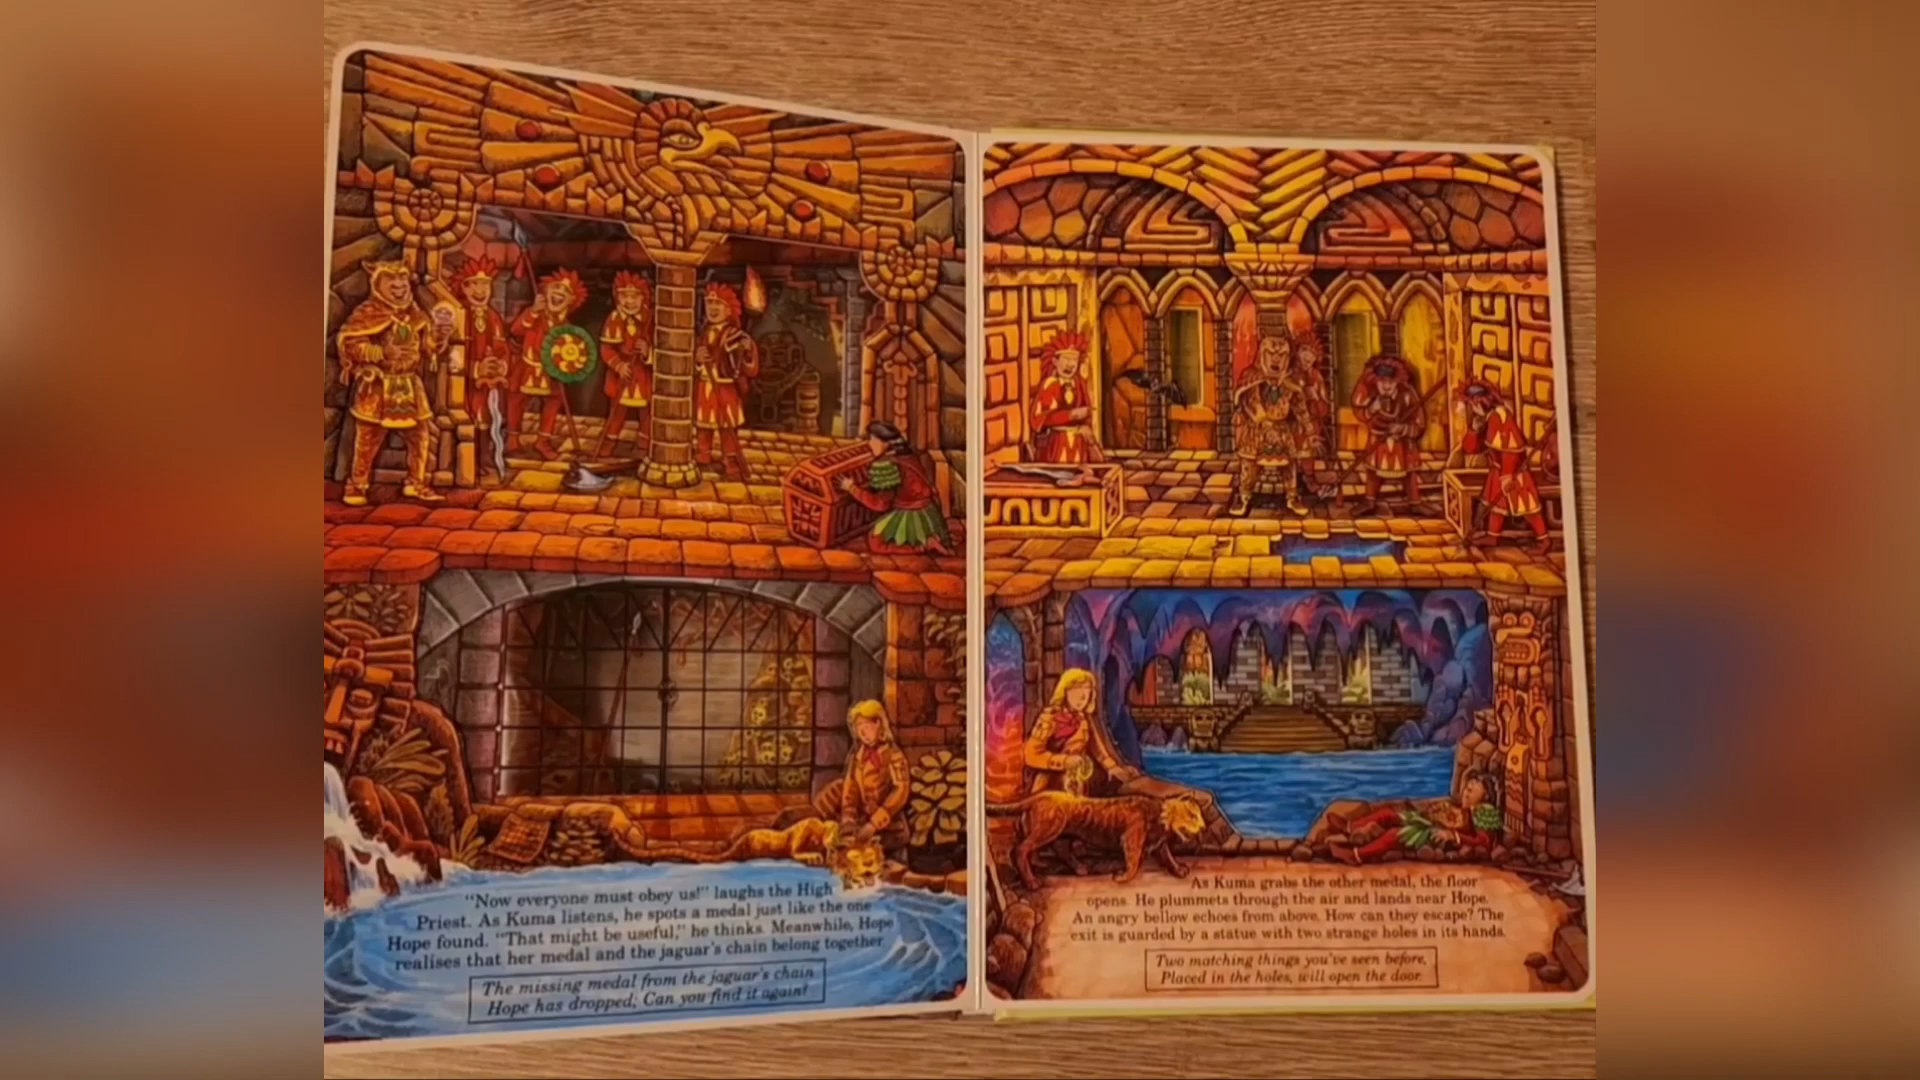 "Now everyone must obey us!" laughs the High
Priest. As Kuma listens, he spots a medal just like the one
Hope found. "That might be useful," he thinks. Meanwhile, Hope
realises that her medal and the jaguar's chain belong together.
The missing medal from the jaguar's chain
Hope has dropped; Can you find it again?
As Kuma grabs the other medal, the floor
opens. He plummets through the air and lands near Hope.
An angry bellow echoes from above. How can they escape? The
exit is guarded by a statue with two strange holes in its hands.
Two matching things you've seen before,
Placed in the holes, will open the door.